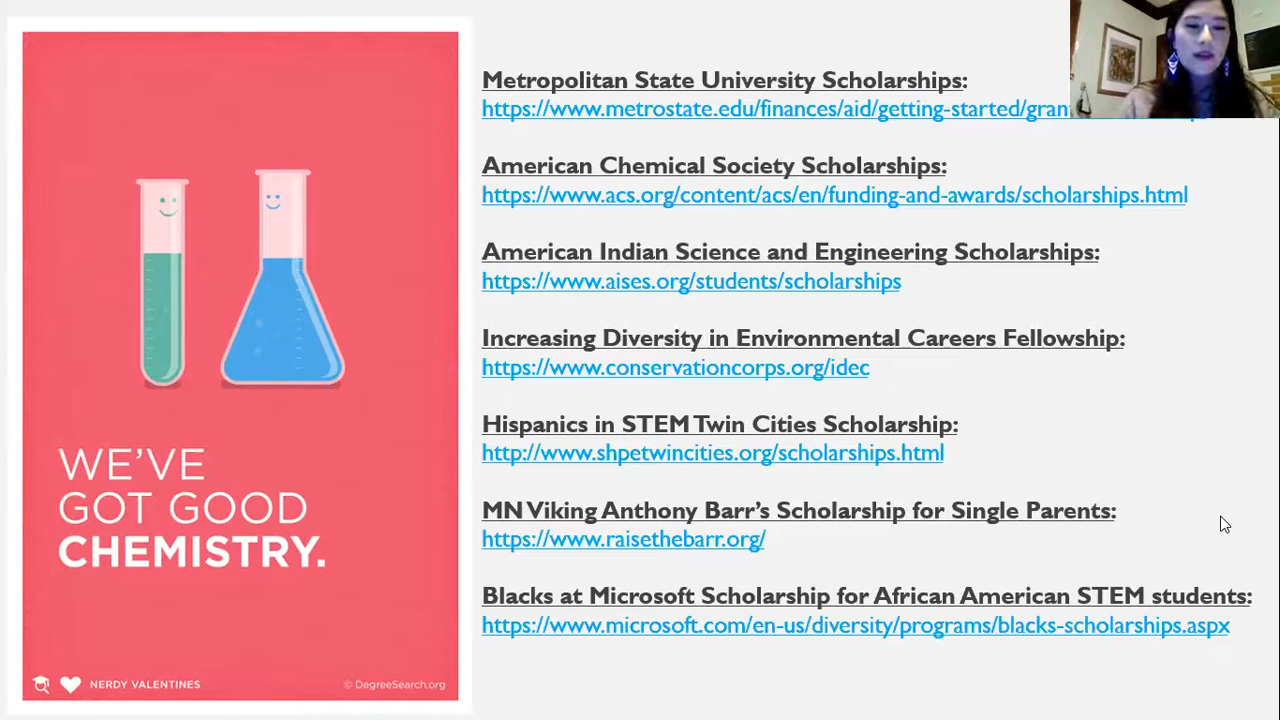 WE'VE
GOT GOOD
CHEMISTRY.
NERDY VALENTINES
© DegreeSearch.org
Metropolitan State University Scholarships:
https://www.metrostate.edu/finances/aid/getting-started/gran
American Chemical Society Scholarships:
https://www.acs.org/content/acs/en/funding-and-awards/scholarships.html
American Indian Science and Engineering Scholarships:
https://www.aises.org/students/scholarships
Increasing Diversity in Environmental Careers Fellowship:
https://www.conservationcorps.org/idec
Hispanics in STEM Twin Cities Scholarship:
http://www.shpetwincities.org/scholarships.html
MN Viking Anthony Barr's Scholarship for Single Parents:
https://www.raisethebarr.org/
Blacks at Microsoft Scholarship for African American STEM students:
https://www.microsoft.com/en-us/diversity/programs/blacks-scholarships.aspx